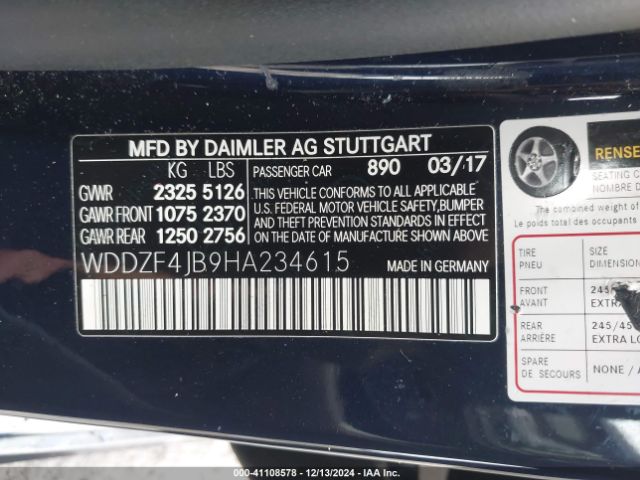 MFD BY DAIMLER AG STUTTGART
KG LBS PASSENGER CAR 890 03/17
GVWR 2325 5126
GAWR FRONT 1075 2370
GAWR REAR 1250 2756
THIS VEHICLE CONFORMS TO ALL APPLICABLE
U.S. FEDERAL MOTOR VEHICLE SAFETY,BUMPER
AND THEFT PREVENTION STANDARDS IN EFFECT
ON THE DATE OF MANUFACTURE SHOWN ABOVE.
WDDZF4JB9HA234615 MADE IN GERMANY
SEATING
NOMBRE D
The combined weight of
Le poids total des occupants
TIRE SIZE
PNEU DIMENSION
FRONT
AVANT
EXTRA
REAR 245/45
ARRIÈRE EXTRA LO
SPARE
DE SECOURS NONE /
000-41108578 - 12/13/2024 - IAA Inc.